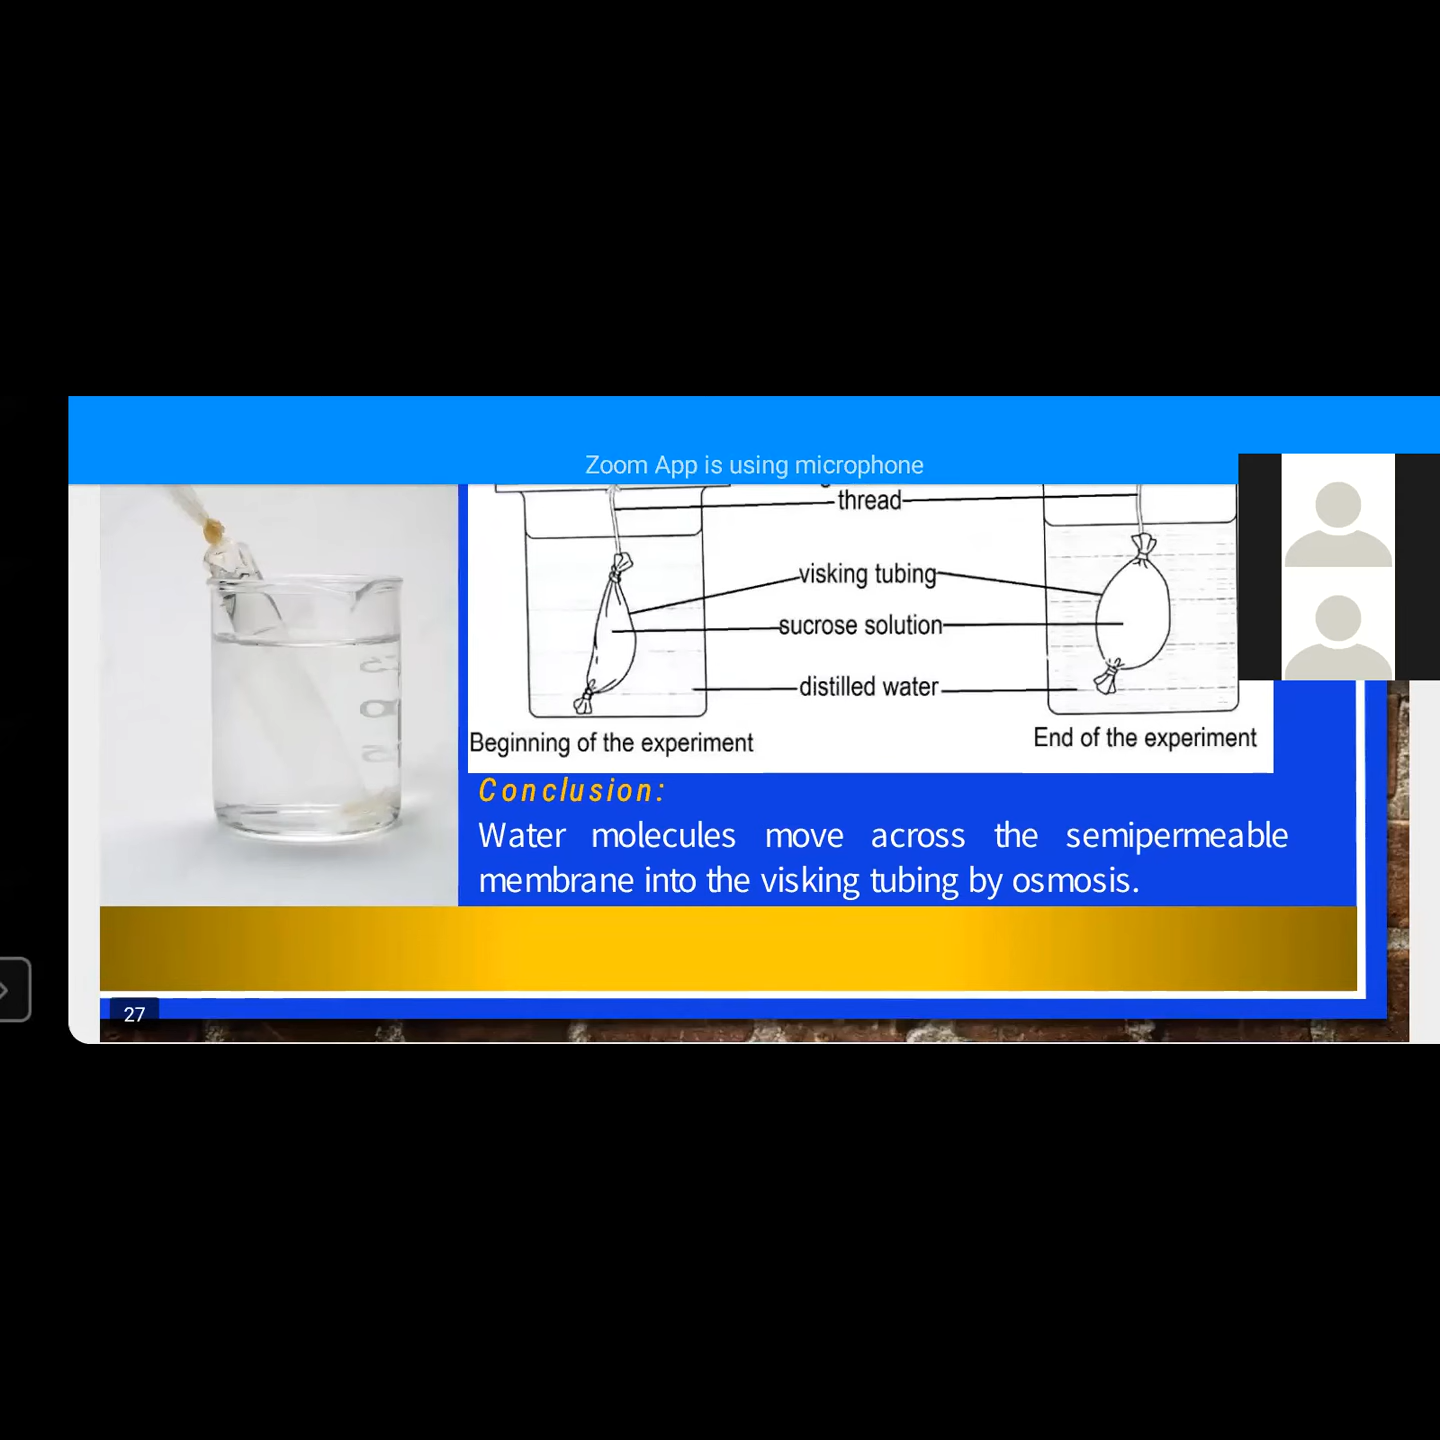 Zoom App is using microphone
thread
visking tubing
sucrose solution
distilled water
Beginning of the experiment
End of the experiment
Conclusion:
Water molecules move across the semipermeable
membrane into the visking tubing by osmosis.
27